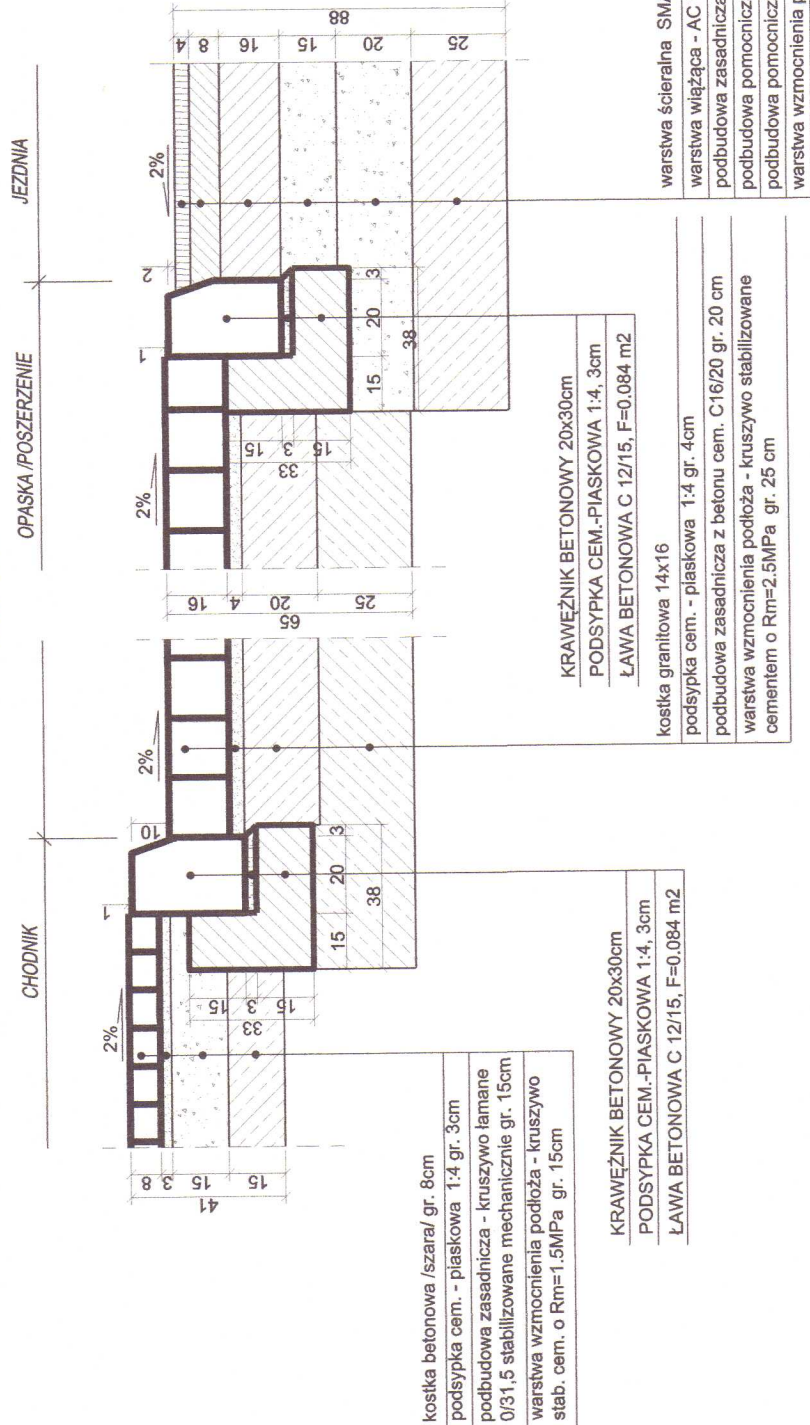 CHODNIK
OPASKA /POSZERZENIE
JEZDNIA
2%
2%
2%
2%
1
10
1
2
8
3
15
15
41
15
3
15
33
15
20
3
38
16
4
20
25
65
15
3
15
33
15
20
3
38
4
8
16
15
20
25
88
kostka betonowa /szara/ gr. 8cm
podsypka cem. - piaskowa 1:4 gr. 3cm
podbudowa zasadnicza - kruszywo łamane
0/31,5 stabilizowane mechanicznie gr. 15cm
warstwa wzmocnienia podłoża - kruszywo
stab. cem. o Rm=1.5MPa gr. 15cm
KRAWĘŻNIK BETONOWY 20x30cm
PODSYPKA CEM.-PIASKOWA 1:4, 3cm
ŁAWA BETONOWA C 12/15, F=0.084 m2
KRAWĘŻNIK BETONOWY 20x30cm
PODSYPKA CEM.-PIASKOWA 1:4, 3cm
ŁAWA BETONOWA C 12/15, F=0.084 m2
kostka granitowa 14x16
podsypka cem. - piaskowa 1:4 gr. 4cm
podbudowa zasadnicza z betonu cem. C16/20 gr. 20 cm
warstwa wzmocnienia podłoża - kruszywo stabilizowane
cementem o Rm=2.5MPa gr. 25 cm
warstwa ścieralna
warstwa wiążąca - AC
podbudowa zasadnicza
podbudowa
podbudowa
warstwa wzmocnienia